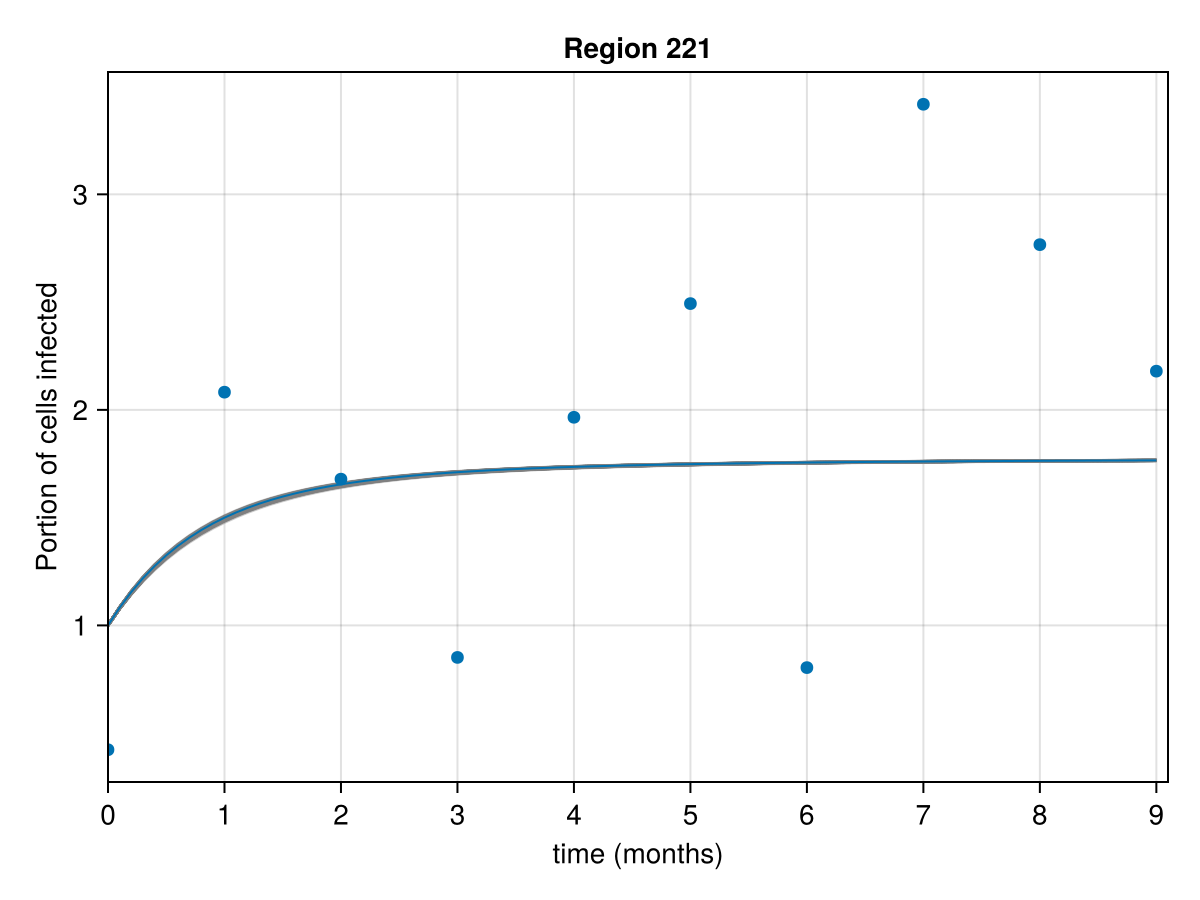 Region 221
Portion of cells infected
3
2
1
0 1 2 3 4 5 6 7 8 9
time (months)